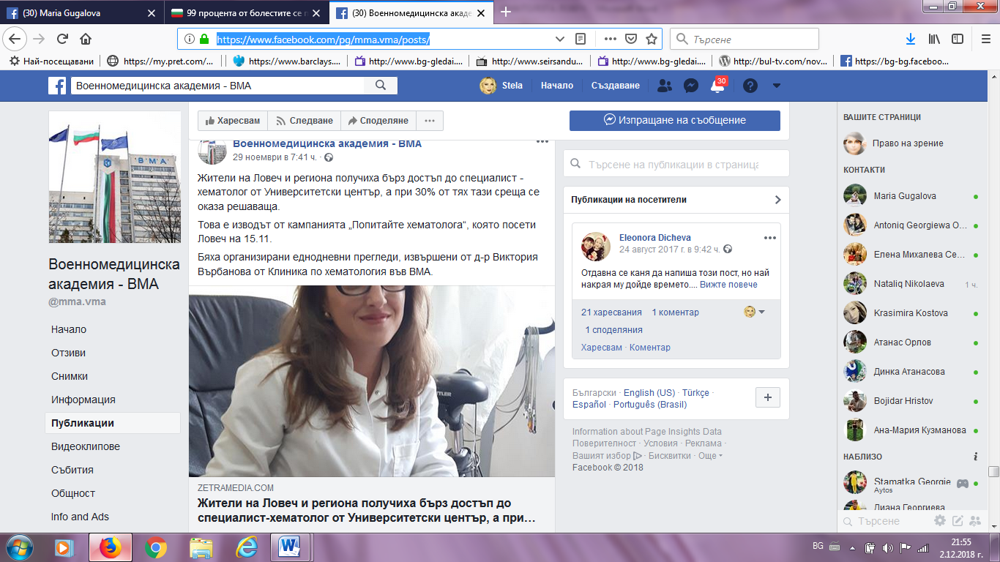 (30) Maria Gugalova
99 процента от болестите се п
(30) Военномедицинска акаде
https://www.facebook.com/pg/mma.vma/posts/
Търсене
Най-посещавани
https://my.pret.com/...
https://www.barclays....
http://www.bg-gledai....
http://www.seirsandu...
http://www.bg-gledai....
http://bul-tv.com/nov...
https://bg-bg.faceboo...
Военномедицинска академия - ВМА
Stela
Начало
Създаване
30
Харесвам
Следване
Споделяне
Изпращане на съобщение
ВМА
Военномедицинска
академия - ВМА
@mma.vma
Начало
Отзиви
Снимки
Информация
Публикации
Видеоклипове
Събития
Общност
Info and Ads
Военномедицинска академия - ВМА
29 ноември в 7:41 ч. ·
Жители на Ловеч и региона получиха бърз достъп до специалист -
хематолог от Университетски център, а при 30% от тях тази среща се
оказа решаваща.
Това е изводът от кампанията „Попитайте хематолога“, която посети
Ловеч на 15.11.
Бяха организирани еднодневни прегледи, извършени от д-р Виктория
Върбанова от Клиника по хематология във ВМА.
ZETRAMEDIA.COM
Жители на Ловеч и региона получиха бърз достъп до
специалист-хематолог от Университетски център, а при…
Търсене на публикации в страница
Публикации на посетители
Eleonora Dicheva
24 август 2017 г. в 9:42 ч.
Отдавна се каня да напиша този пост, но най
накрая му дойде времето.... Вижте повече
21 харесвания 1 коментар
1 споделяния
Харесвам · Коментар
Български · English (US) · Türkçe ·
Español · Português (Brasil)
Information about Page Insights Data
Поверителност · Условия · Реклама ·
Вашият избор · Бисквитки · Още
Facebook © 2018
ВАШИТЕ СТРАНИЦИ
Право на зрение
КОНТАКТИ
Maria Gugalova
Antoniq Georgiewa O...
Елена Михалева Се...
Nataliq Nikolaeva 1 ч.
Krasimira Kostova
Атанас Орлов
Динка Атанасова
Bojidar Hristov
Ана-Мария Кузманова
НАБЛИЗО
Stamatka Georgie
Aytos
Диана Георгиева
Търсене
BG
21:55
2.12.2018 г.